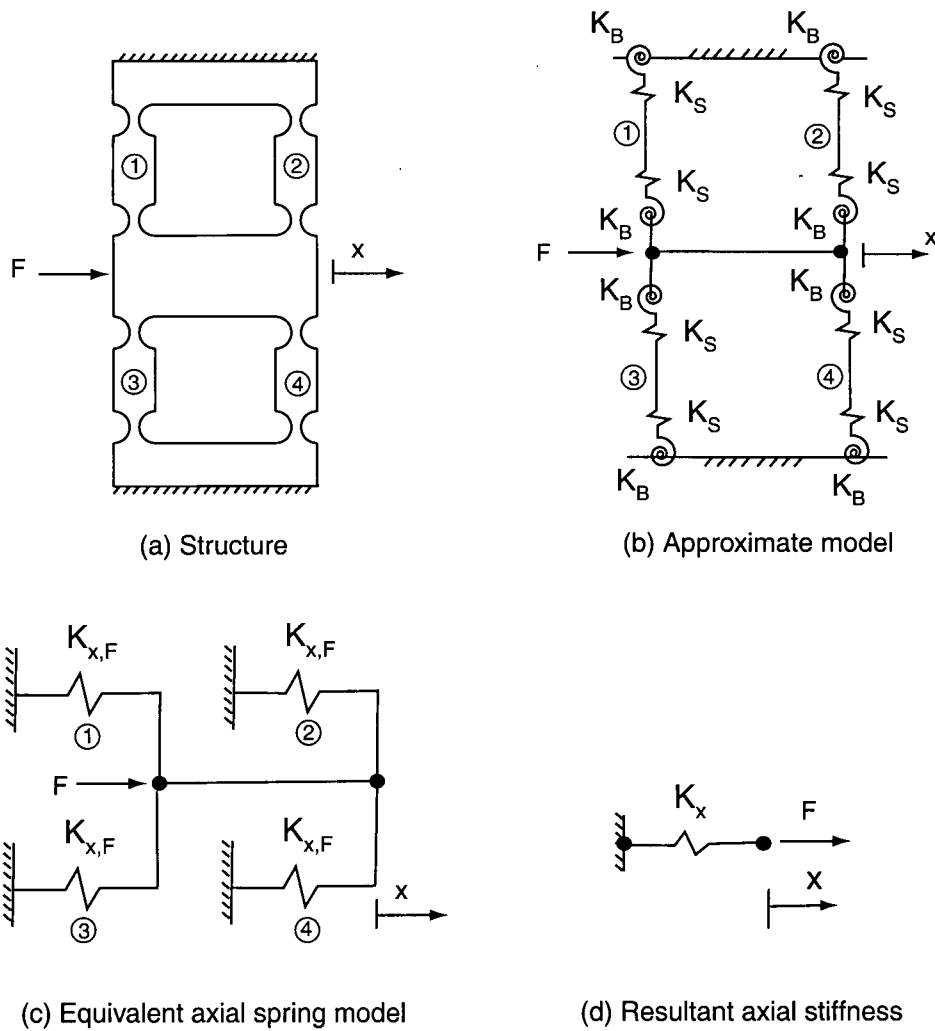 ① ②
F x
③ ④
(a) Structure
K_B K_B
K_S K_S
① ②
K_S K_S
K_B K_B
F x
K_B K_B
K_S K_S
③ ④
K_S K_S
K_B K_B
(b) Approximate model
K_x,F K_x,F
① ②
F
K_x,F K_x,F
x
③ ④
(c) Equivalent axial spring model
K_x F
x
(d) Resultant axial stiffness